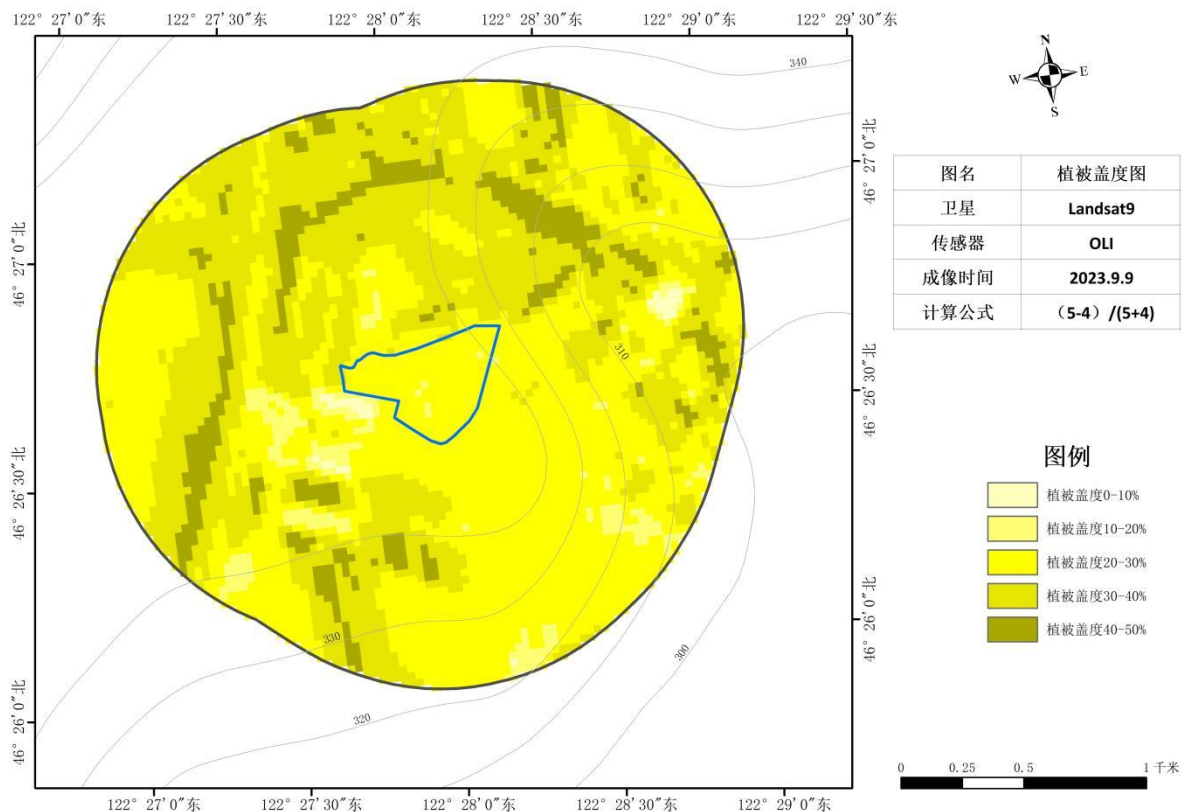 122° 27′0″东 122° 27′30″东 122° 28′0″东 122° 28′30″东 122° 29′0″东 122° 29′30″东
N
W E
S
340
46° 27′0″北
46° 27′0″北
图名 植被盖度图
卫星 Landsat9
传感器 OLI
成像时间 2023.9.9
计算公式 （5-4）/(5+4)
310
46° 26′30″北
46° 26′30″北
图例
植被盖度0-10%
植被盖度10-20%
植被盖度20-30%
植被盖度30-40%
植被盖度40-50%
46° 26′0″北
46° 26′0″北
330
300
320
0 0.25 0.5 1 千米
122° 27′0″东 122° 27′30″东 122° 28′0″东 122° 28′30″东 122° 29′0″东